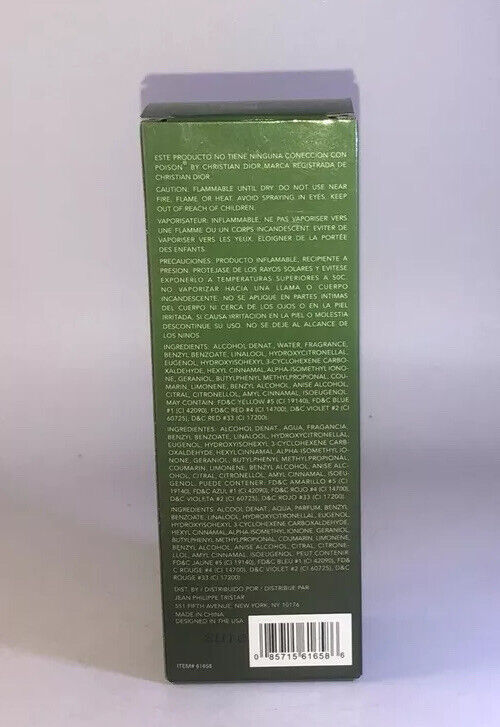 ESTE PRODUCTO NO TIENE NINGUNA CONECCION CON
POISON® BY CHRISTIAN DIOR.MARCA REGISTRADA DE
CHRISTIAN DIOR
CAUTION: FLAMMABLE UNTIL DRY. DO NOT USE NEAR
FIRE, FLAME OR HEAT. AVOID SPRAYING IN EYES. KEEP
OUT OF REACH OF CHILDREN.
VAPORISATEUR: INFLAMMABLE, NE PAS VAPORISER VERS
UNE FLAMME OU UN CORPS INCANDESCENT. EVITER DE
VAPORISER VERS LES YEUX, ELOIGNER DE LA PORTÉE
DES ENFANTS.
PRECAUCIONES: PRODUCTO INFLAMABLE, RECIPIENTE A
PRESION. PROTEJASE DE LOS RAYOS SOLARES Y EVITESE
EXPONERLO A TEMPERATURAS SUPERIORES A 50C.
NO VAPORIZAR HACIA UNA LLAMA O CUERPO
INCANDESCENTE. NO SE APLIQUE EN PARTES INTIMAS
DEL CUERPO NI CERCA DE LOS OJOS O EN LA PIEL
IRRITADA, SI CAUSA IRRITACION EN LA PIEL O MOLESTIA
DESCONTINUE SU USO. NO SE DEJE AL ALCANCE DE
LOS NINOS
INGREDIENTS: ALCOHOL DENAT., WATER, FRAGRANCE,
BENZYL BENZOATE, LINALOOL, HYDROXYCITRONELLAL,
EUGENOL, HYDROXYISOHEXYL 3-CYCLOHEXENE CARBO-
XALDEHYDE, HEXYL CINNAMAL,ALPHA-ISOMETHYL IONO-
NE, GERANIOL, BUTYLPHENYL METHYLPROPIONAL, COU-
MARIN, LIMONENE, BENZYL ALCOHOL, ANISE ALCOHOL,
CITRAL, CITRONELLOL, AMYL CINNAMAL, ISOEUGENOL.
MAY CONTAIN: FD&C YELLOW #5 (CI 19140), FD&C BLUE
#1 (CI 42090), FD&C RED #4 (CI 14700), D&C VIOLET #2 (CI
60725), D&C RED #33 (CI 17200)
INGREDIENTES: ALCOHOL DENAT., AGUA, FRAGANCIA,
BENZYL BENZOATE, LINALOOL, HYDROXYCITRONELLAL,
EUGENOL, HYDROXYISOHEXYL 3-CYCLOHEXENE CARB-
OXALDEHYDE, HEXYL CINNAMAL, ALPHA-ISOMETHYL IO-
NONE, GERANIOL, BUTYLPHENYL METHYLPROPIONAL,
COUMARIN, LIMONENE, BENZYL ALCOHOL, ANISE ALCO-
HOL, CITRAL, CITRONELLOL, AMYL CINNAMAL, ISOEU-
GENOL. PUEDE CONTENER: FD&C AMARILLO #5 (CI
19140), FD&C AZUL #1 (CI 42090), FD&C ROJO #4 (CI 14700),
D&C VIOLETA #2 (CI 60725), D&C ROJO #33 (CI 17200).
INGREDIENTS: ALCOOL DENAT., AQUA, PARFUM, BENZYL
BENZOATE, LINALOOL, HYDROXYCITRONELLAL, EUGENOL,
HYDROXYISOHEXYL 3-CYCLOHEXENE CARBOXALDEHYDE,
HEXYL CINNAMAL, ALPHA-ISOMETHYL IONONE, GERANIOL,
BUTYLPHENYL METHYLPROPIONAL, COUMARIN, LIMONENE,
BENZYL ALCOHOL, ANISE ALCOHOL, CITRAL, CITRONE-
LLOL, AMYL CINNAMAL, ISOEUGENOL. PEUT CONTENIR:
FD&C JAUNE #5 (CI 19140), FD&C BLEU #1 (CI 42090), FD&
C ROUGE #4 (CI 14700), D&C VIOLET #2 (CI 60725), D&C
ROUGE #33 (CI 17200)
DIST. BY / DISTRIBUIDO POR / DISTRIBUE PAR
JEAN PHILIPPE TRISTAR
551 FIFTH AVENUE, NEW YORK, NY 10176
MADE IN CHINA
DESIGNED IN THE USA
0 85715 61658 6
ITEM# 61658